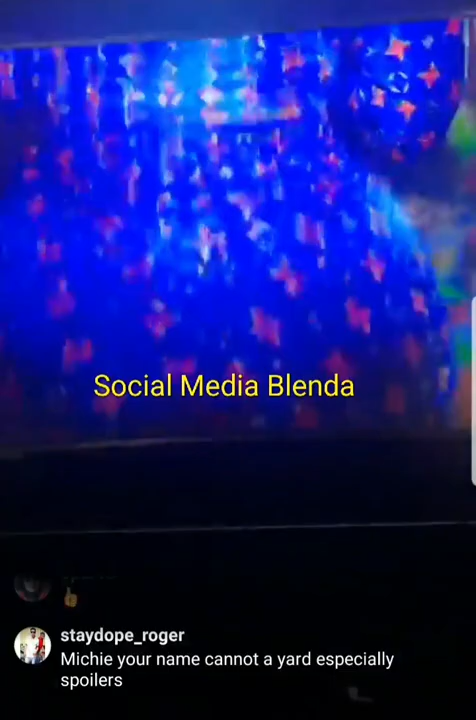 Social Media Blenda
staydope_roger
Michie your name cannot a yard especially
spoilers